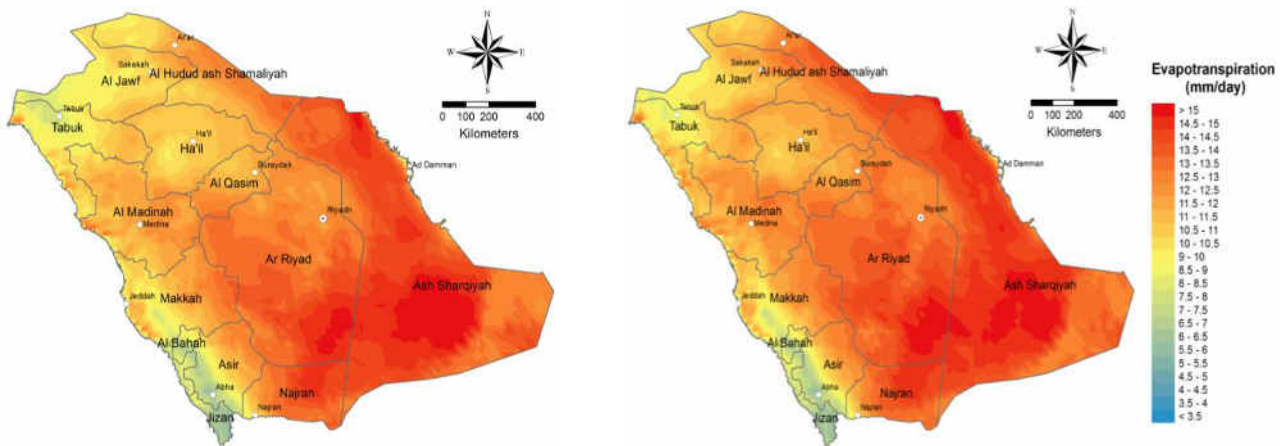 N
W E
S
0 100 200 400
Kilometers
Ar'ar
Sakakah
Al Jawf
Al Hudud ash Shamaliyah
Tabuk
Tabuk
Ha'il
Ha'il
Buraydah
Al Qasim
Ad Dammam
Al Madinah
Medina
Riyadh
Ar Riyad
Ash Sharqiyah
Jeddah
Makkah
Al Bahah
Asir
Abha
Najran
Najran
Jizan
N
W E
S
0 100 200 400
Kilometers
Ar'ar
Sakakah
Al Jawf
Al Hudud ash Shamaliyah
Tabuk
Tabuk
Ha'il
Ha'il
Buraydah
Al Qasim
Ad Dammam
Al Madinah
Medina
Riyadh
Ar Riyad
Ash Sharqiyah
Jeddah
Makkah
Al Bahah
Asir
Abha
Najran
Najran
Jizan
Evapotranspiration
(mm/day)
> 15
14.5 - 15
14 - 14.5
13.5 - 14
13 - 13.5
12.5 - 13
12 - 12.5
11.5 - 12
11 - 11.5
10.5 - 11
10 - 10.5
9 - 10
8.5 - 9
8 - 8.5
7.5 - 8
7 - 7.5
6.5 - 7
6 - 6.5
5.5 - 6
5 - 5.5
4.5 - 5
4 - 4.5
3.5 - 4
< 3.5